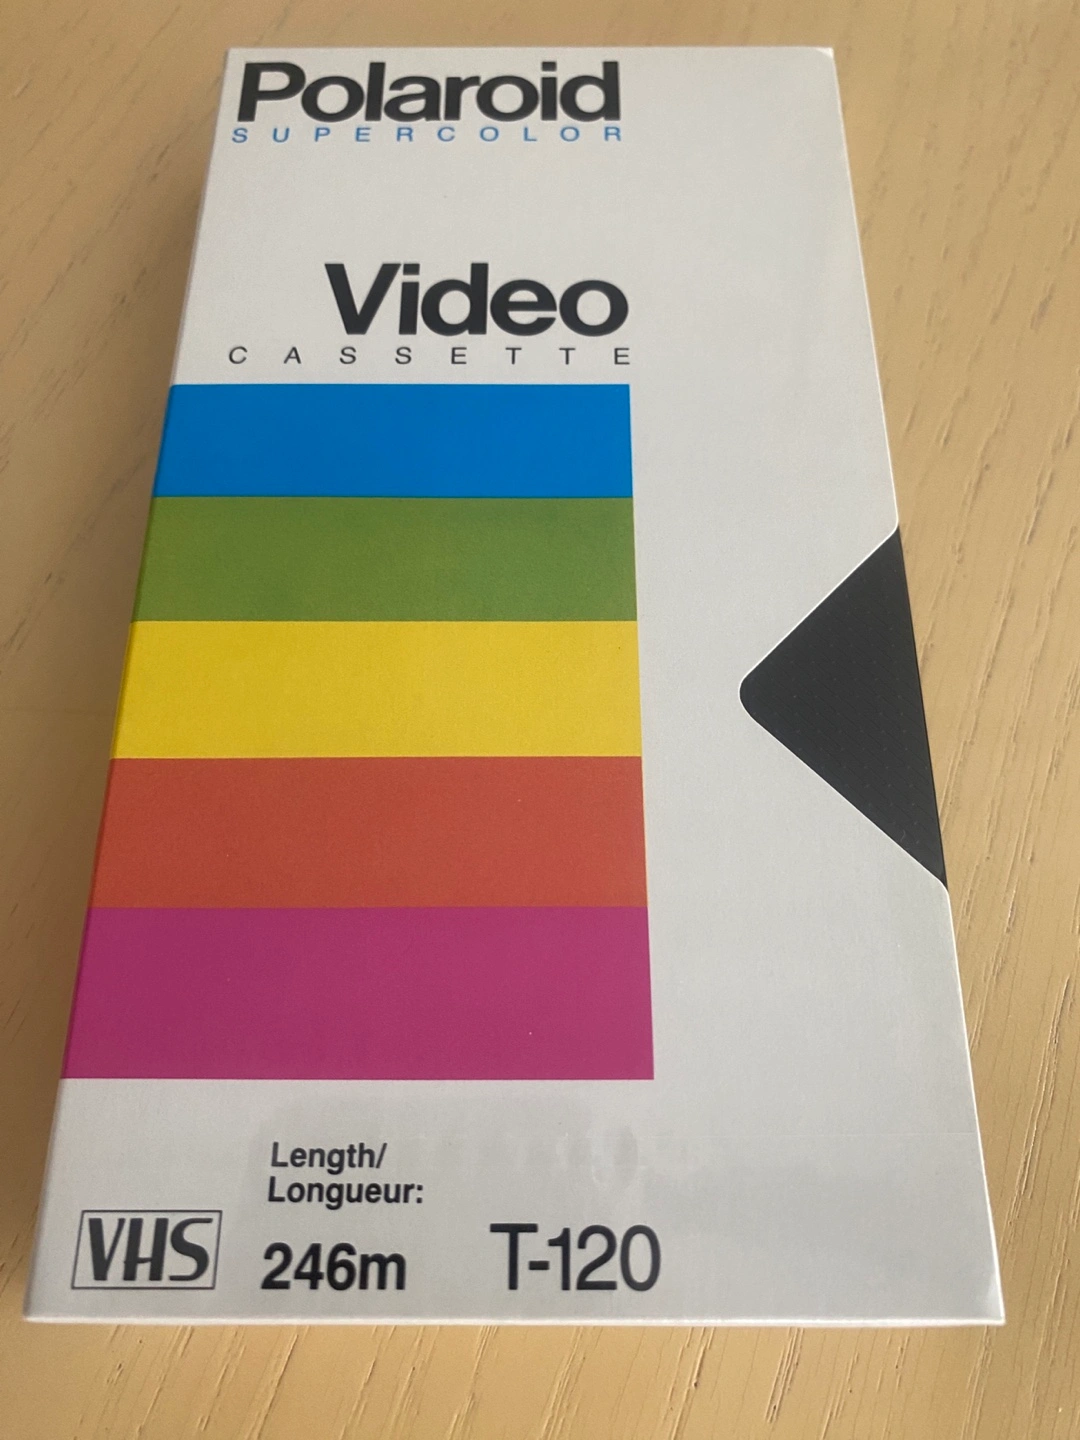 Polaroid
SUPERCOLOR
Video
CASSETTE
Length/
Longueur:
VHS 246m T-120